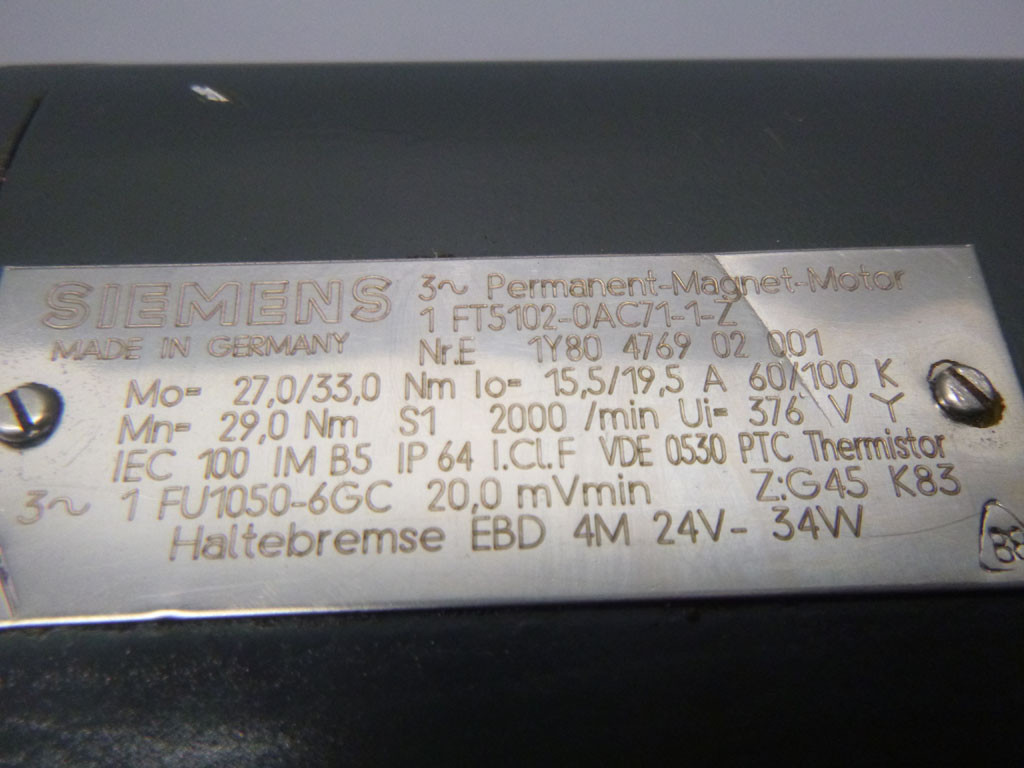 SIEMENS 3~ Permanent-Magnet-Motor
1 FT5102-0AC71-1-Z
MADE IN GERMANY Nr.E 1Y80 4769 02 001
Mo= 27,0/33,0 Nm Io= 15,5/19,5 A 60/100 K
Mn= 29,0 Nm S1 2000 /min Ui= 376 V Y
IEC 100 IM B5 IP 64 I.Cl.F VDE 0530 PTC Thermistor
3~ 1 FU1050-6GC 20,0 mVmin Z:G45 K83
Haltebremse EBD 4M 24V- 34W